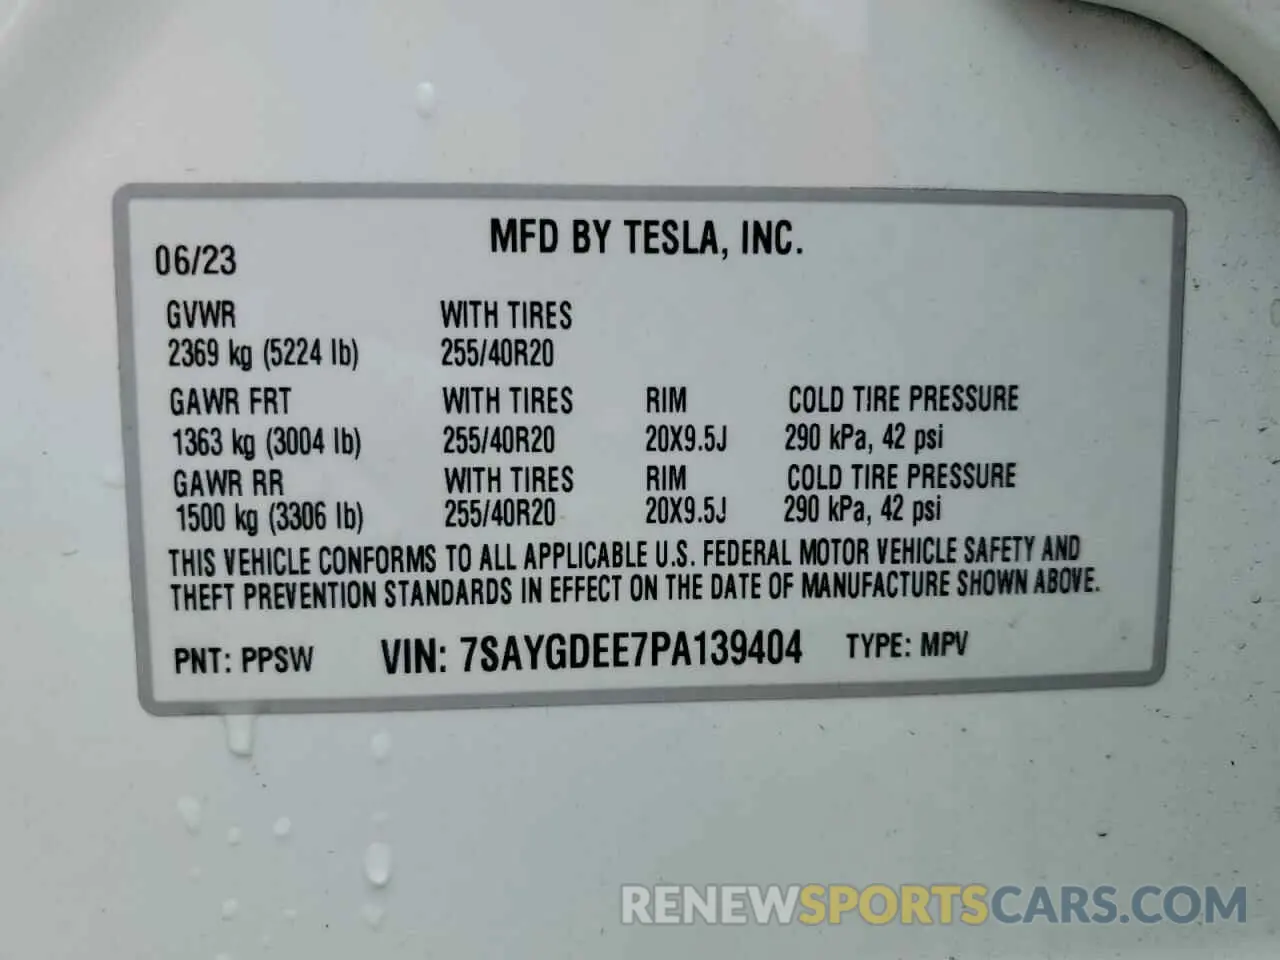 MFD BY TESLA, INC.
06/23
GVWR WITH TIRES
2369 kg (5224 lb) 255/40R20
GAWR FRT WITH TIRES RIM COLD TIRE PRESSURE
1363 kg (3004 lb) 255/40R20 20X9.5J 290 kPa, 42 psi
GAWR RR WITH TIRES RIM COLD TIRE PRESSURE
1500 kg (3306 lb) 255/40R20 20X9.5J 290 kPa, 42 psi
THIS VEHICLE CONFORMS TO ALL APPLICABLE U.S. FEDERAL MOTOR VEHICLE SAFETY AND
THEFT PREVENTION STANDARDS IN EFFECT ON THE DATE OF MANUFACTURE SHOWN ABOVE.
PNT: PPSW VIN: 7SAYGDEE7PA139404 TYPE: MPV
RENEWSPORTSCARS.COM